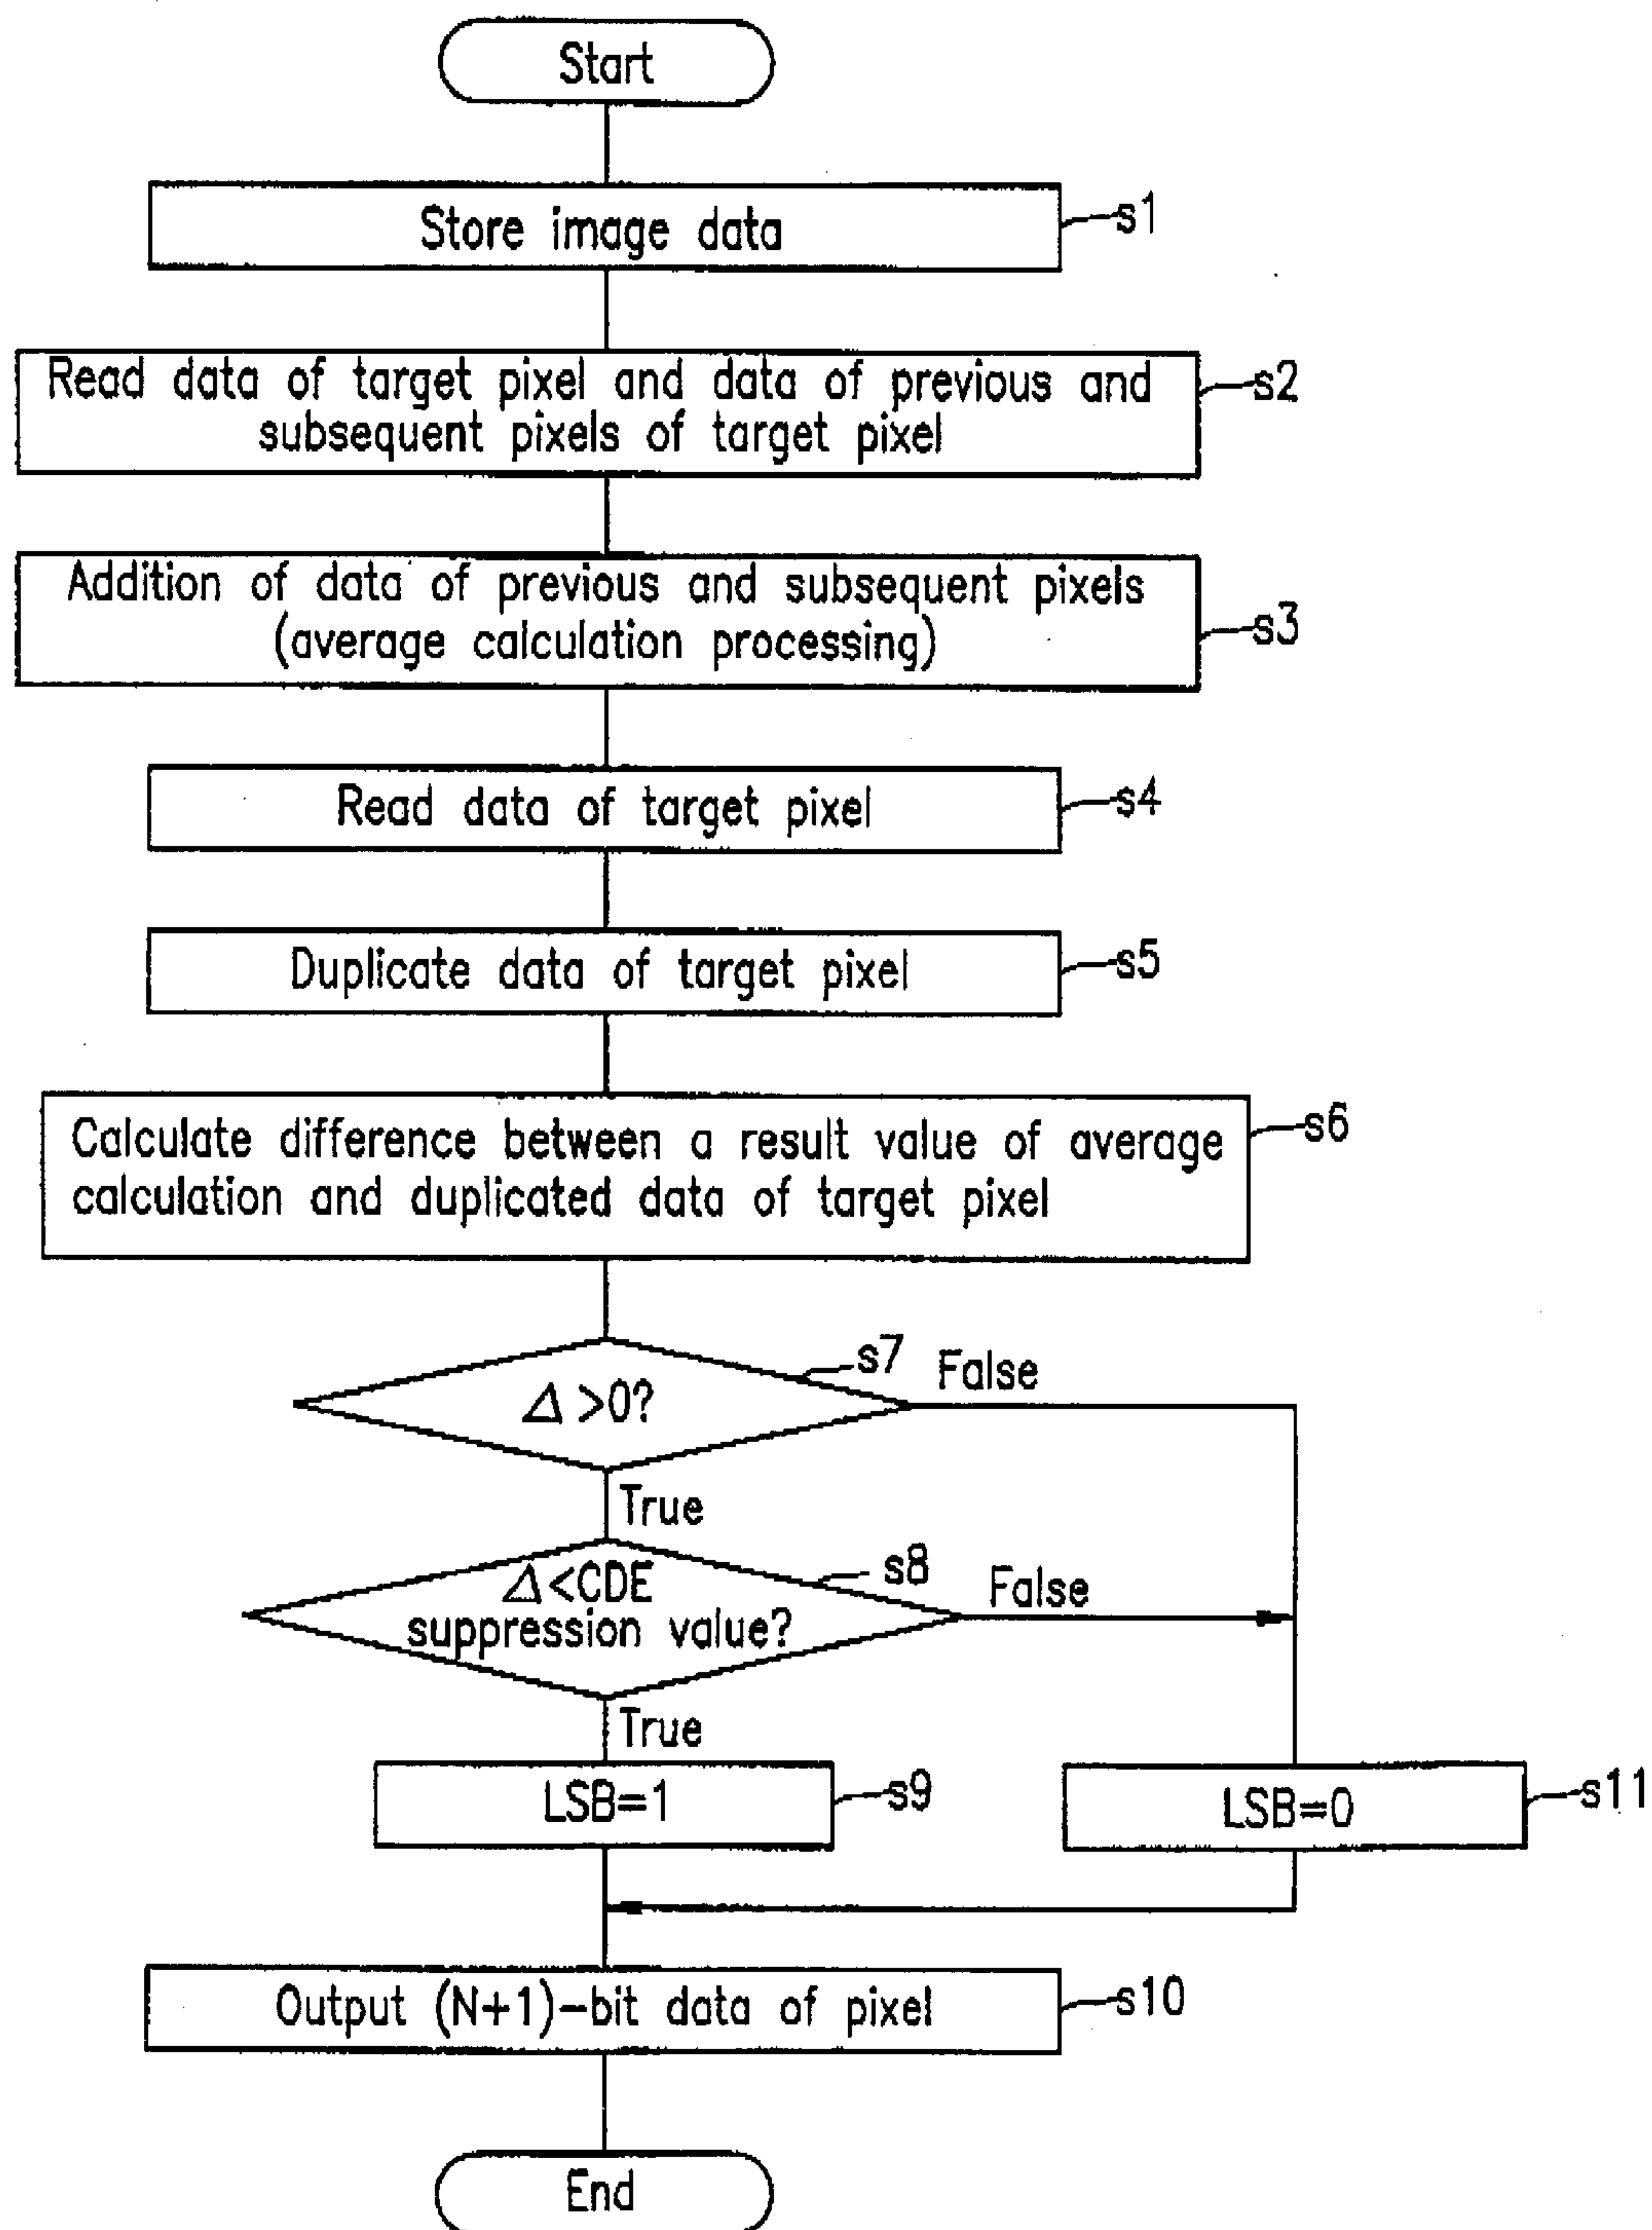 Start
Store image data
s1
Read data of target pixel and data of previous and
subsequent pixels of target pixel
s2
Addition of data of previous and subsequent pixels
(average calculation processing)
s3
Read data of target pixel
s4
Duplicate data of target pixel
s5
Calculate difference between a result value of average
calculation and duplicated data of target pixel
s6
Δ >0?
s7
False
True
Δ<CDE
suppression value?
s8
False
True
LSB=1
s9
LSB=0
s11
Output (N+1)-bit data of pixel
s10
End